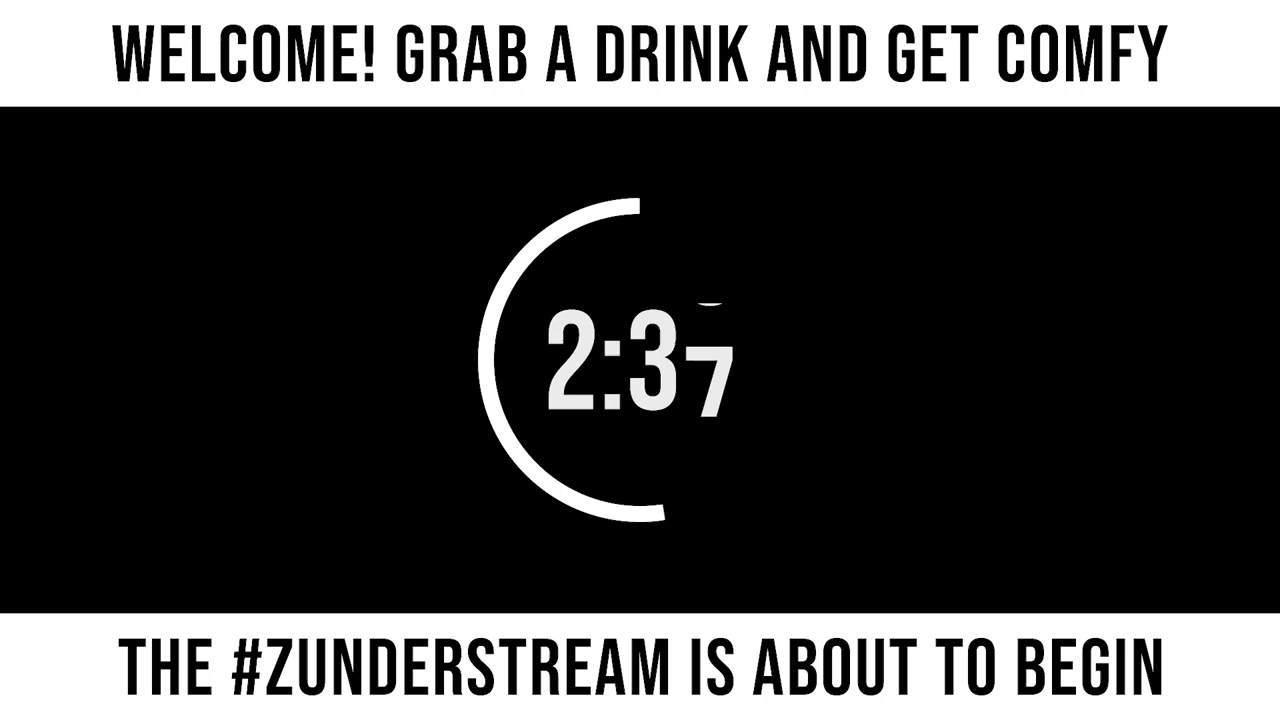 WELCOME! GRAB A DRINK AND GET COMFY
2:37
THE #ZUNDERSTREAM IS ABOUT TO BEGIN